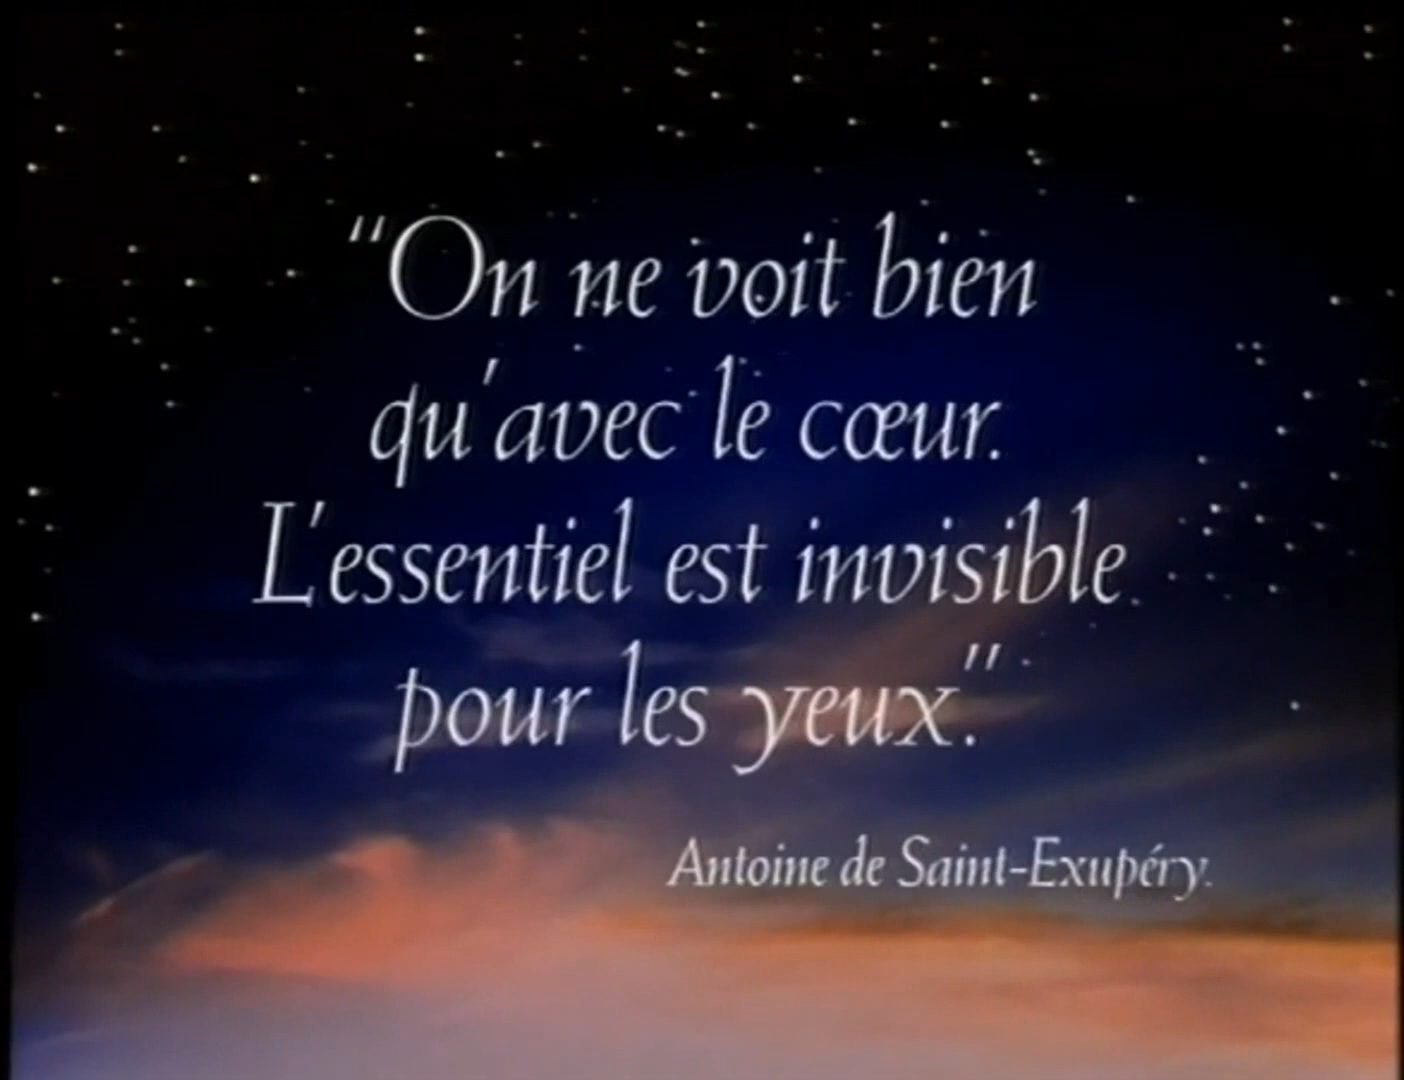 "On ne voit bien
qu'avec le cœur.
L'essentiel est invisible
pour les yeux."
Antoine de Saint-Exupéry.